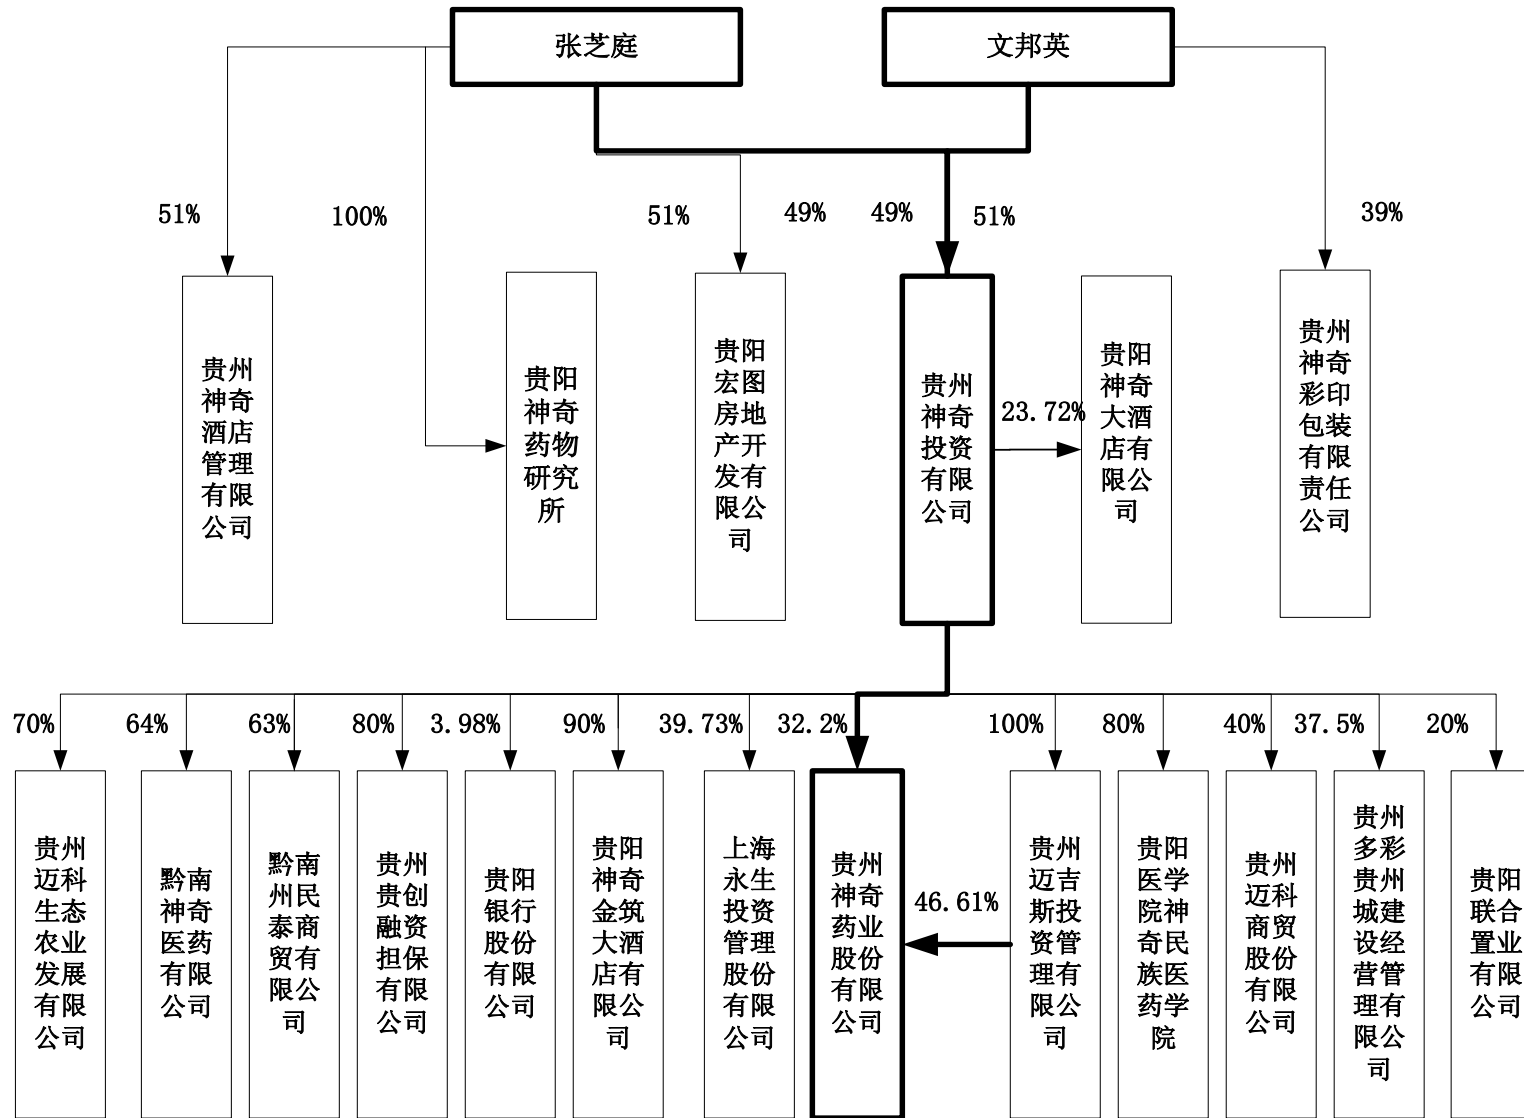 张芝庭
文邦英
51%
100%
51%
49%
49%
51%
39%
贵州
神奇
酒店
管理
有限
公司
贵阳
神奇
药物
研究
所
贵阳
宏图
房地
产开
发有
限公
司
贵州
神奇
投资
有限
公司
23.72%
贵阳
神奇
大酒
店有
限公
司
贵州
神奇
彩印
包装
有限
责任
公司
70%
64%
63%
80%
3.98%
90%
39.73%
32.2%
100%
80%
40%
37.5%
20%
贵州
迈科
生态
农业
发展
有限
公司
黔南
神奇
医药
有限
公司
黔南
州民
泰商
贸有
限公
司
贵州
贵创
融资
担保
有限
公司
贵阳
银行
股份
有限
公司
贵阳
神奇
金筑
大酒
店有
限公
司
上海
永生
投资
管理
股份
有限
公司
贵州
神奇
药业
股份
有限
公司
46.61%
贵州
迈吉
斯投
资管
理有
限公
司
贵阳
医学
院神
奇民
族医
药学
院
贵州
迈科
商贸
股份
有限
公司
贵州
多彩
贵州
城建
设经
营管
理有
限公
司
贵阳
联合
置业
有限
公司